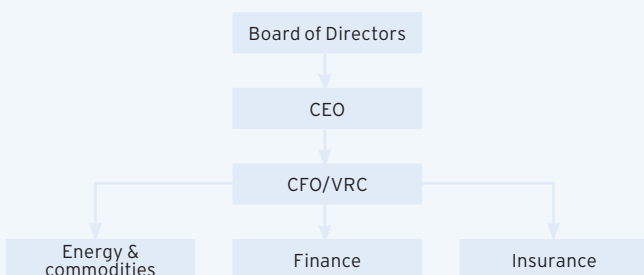 Board of Directors
CEO
CFO/VRC
Energy &
commodities
Finance
Insurance